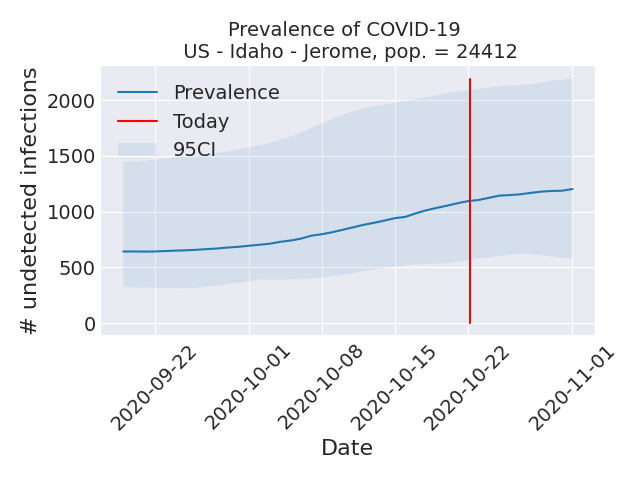 Prevalence of COVID-19
US - Idaho - Jerome, pop. = 24412
# undetected infections
2000
1500
1000
500
0
Prevalence
Today
95CI
2020-09-22
2020-10-01
2020-10-08
2020-10-15
2020-10-22
2020-11-01
Date